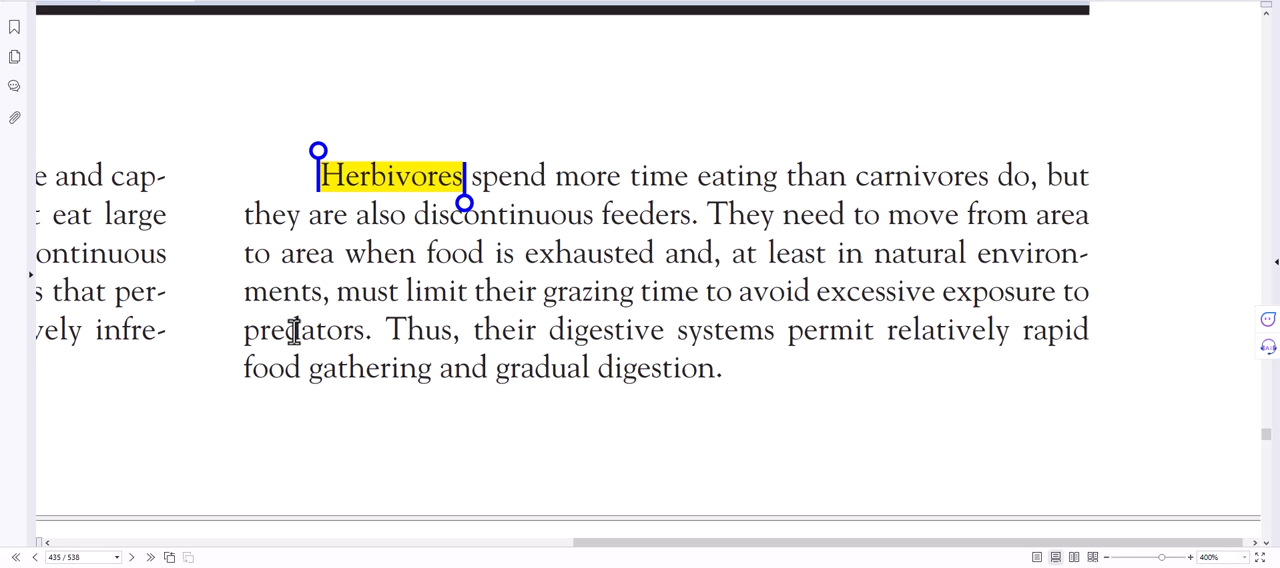 e and cap-
t eat large
ontinuous
s that per-
vely infre-
Herbivores spend more time eating than carnivores do, but
they are also discontinuous feeders. They need to move from area
to area when food is exhausted and, at least in natural environ-
ments, must limit their grazing time to avoid excessive exposure to
predators. Thus, their digestive systems permit relatively rapid
food gathering and gradual digestion.
435 / 538
400%